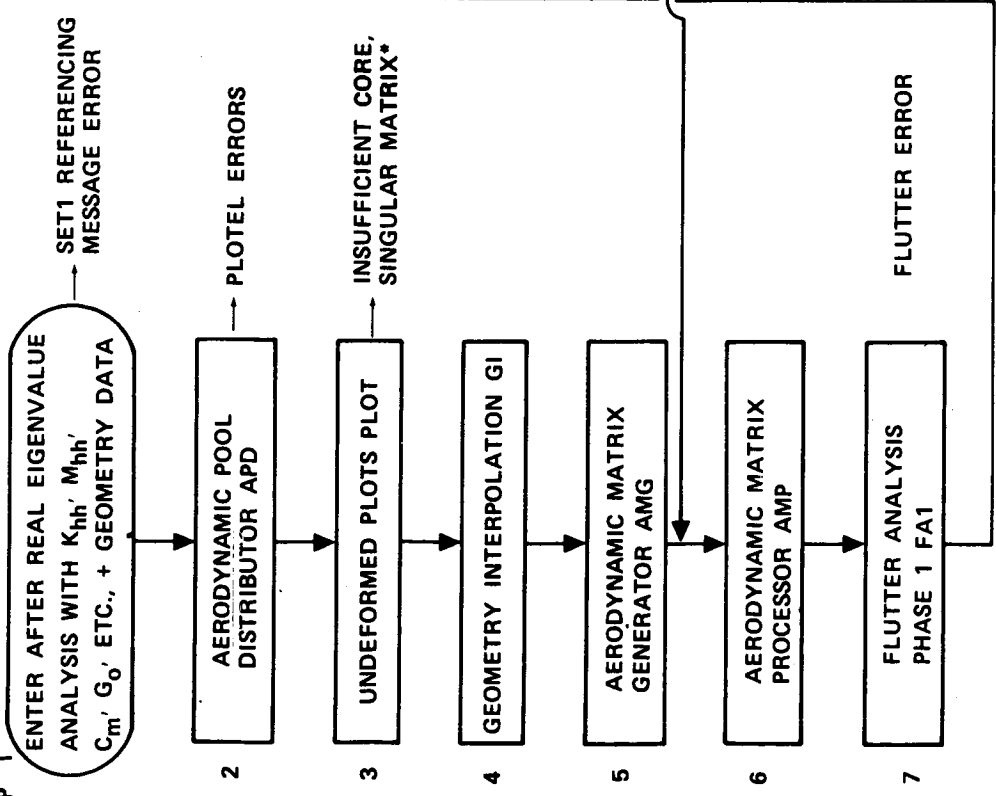 1
ENTER AFTER REAL EIGENVALUE
ANALYSIS WITH Khh, Mhh,
Cm, Go, ETC., + GEOMETRY DATA
SET1 REFERENCING
MESSAGE ERROR
2
AERODYNAMIC POOL
DISTRIBUTOR APD
PLOTEL ERRORS
3
UNDEFORMED PLOTS PLOT
INSUFFICIENT CORE,
SINGULAR MATRIX*
4
GEOMETRY INTERPOLATION GI
5
AERODYNAMIC MATRIX
GENERATOR AMG
6
AERODYNAMIC MATRIX
PROCESSOR AMP
7
FLUTTER ANALYSIS
PHASE 1 FA1
FLUTTER ERROR